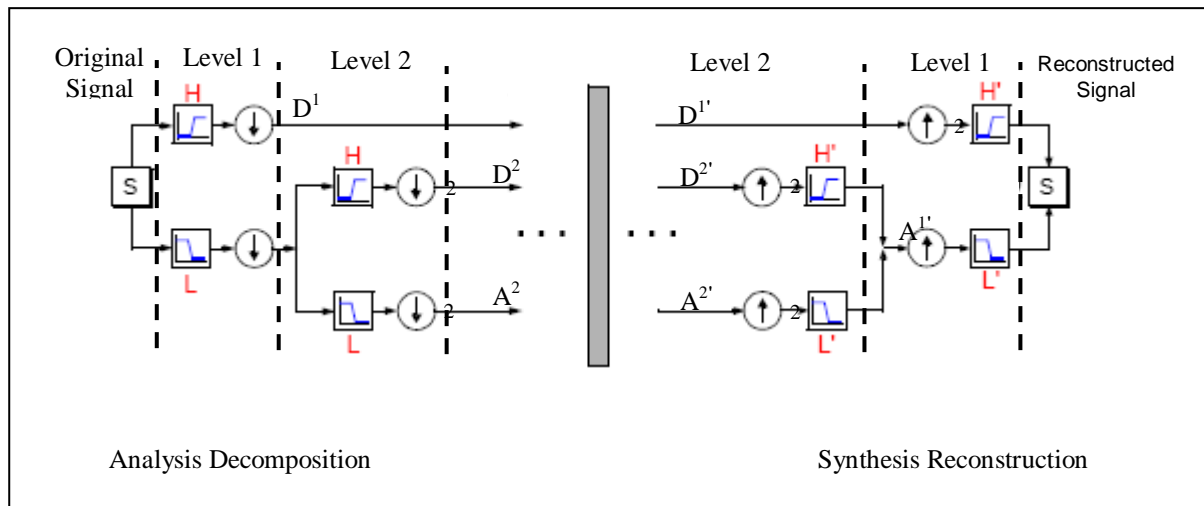 Original
Signal
Level 1
Level 2
Level 2
Level 1
Reconstructed
Signal
H
D1
D1'
2
H'
S
H
2
D2
D2'
2
H'
S
L
. . .
. . .
A1'
L'
L
2
A2
A2'
2
L'
Analysis Decomposition
Synthesis Reconstruction